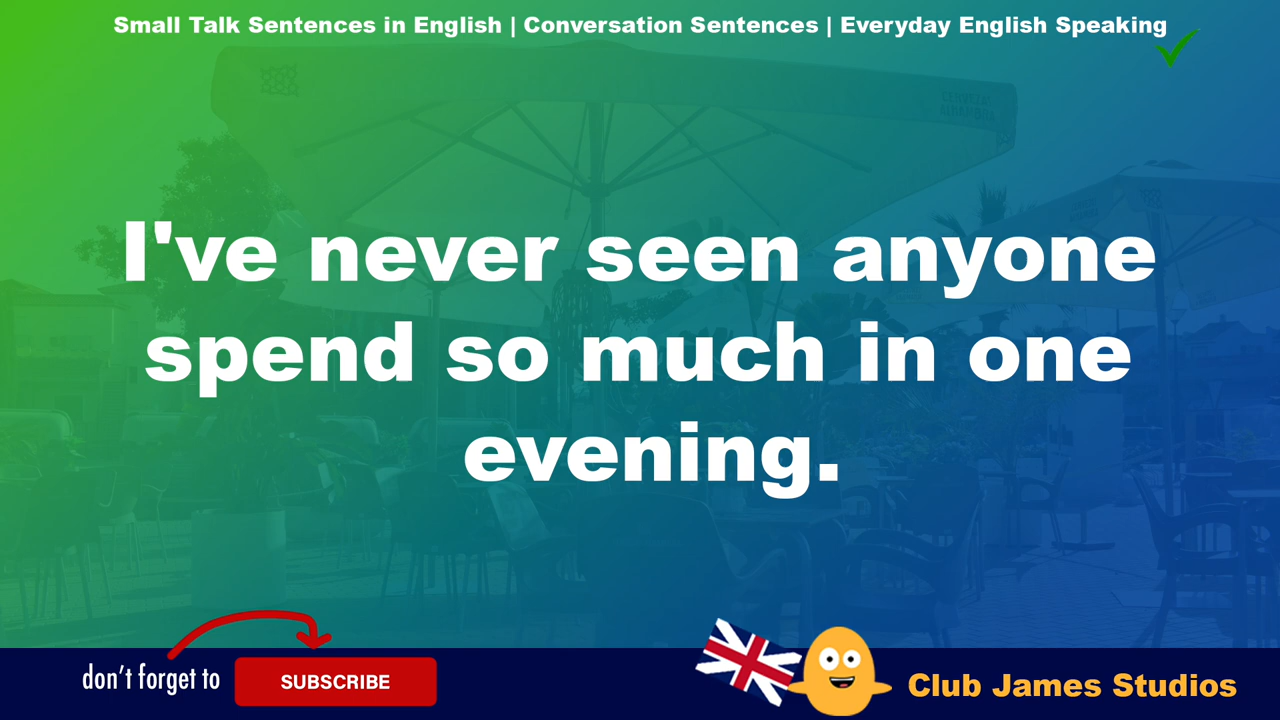 Small Talk Sentences in English | Conversation Sentences | Everyday English Speaking
I've never seen anyone
spend so much in one
evening.
don't forget to
SUBSCRIBE
Club James Studios